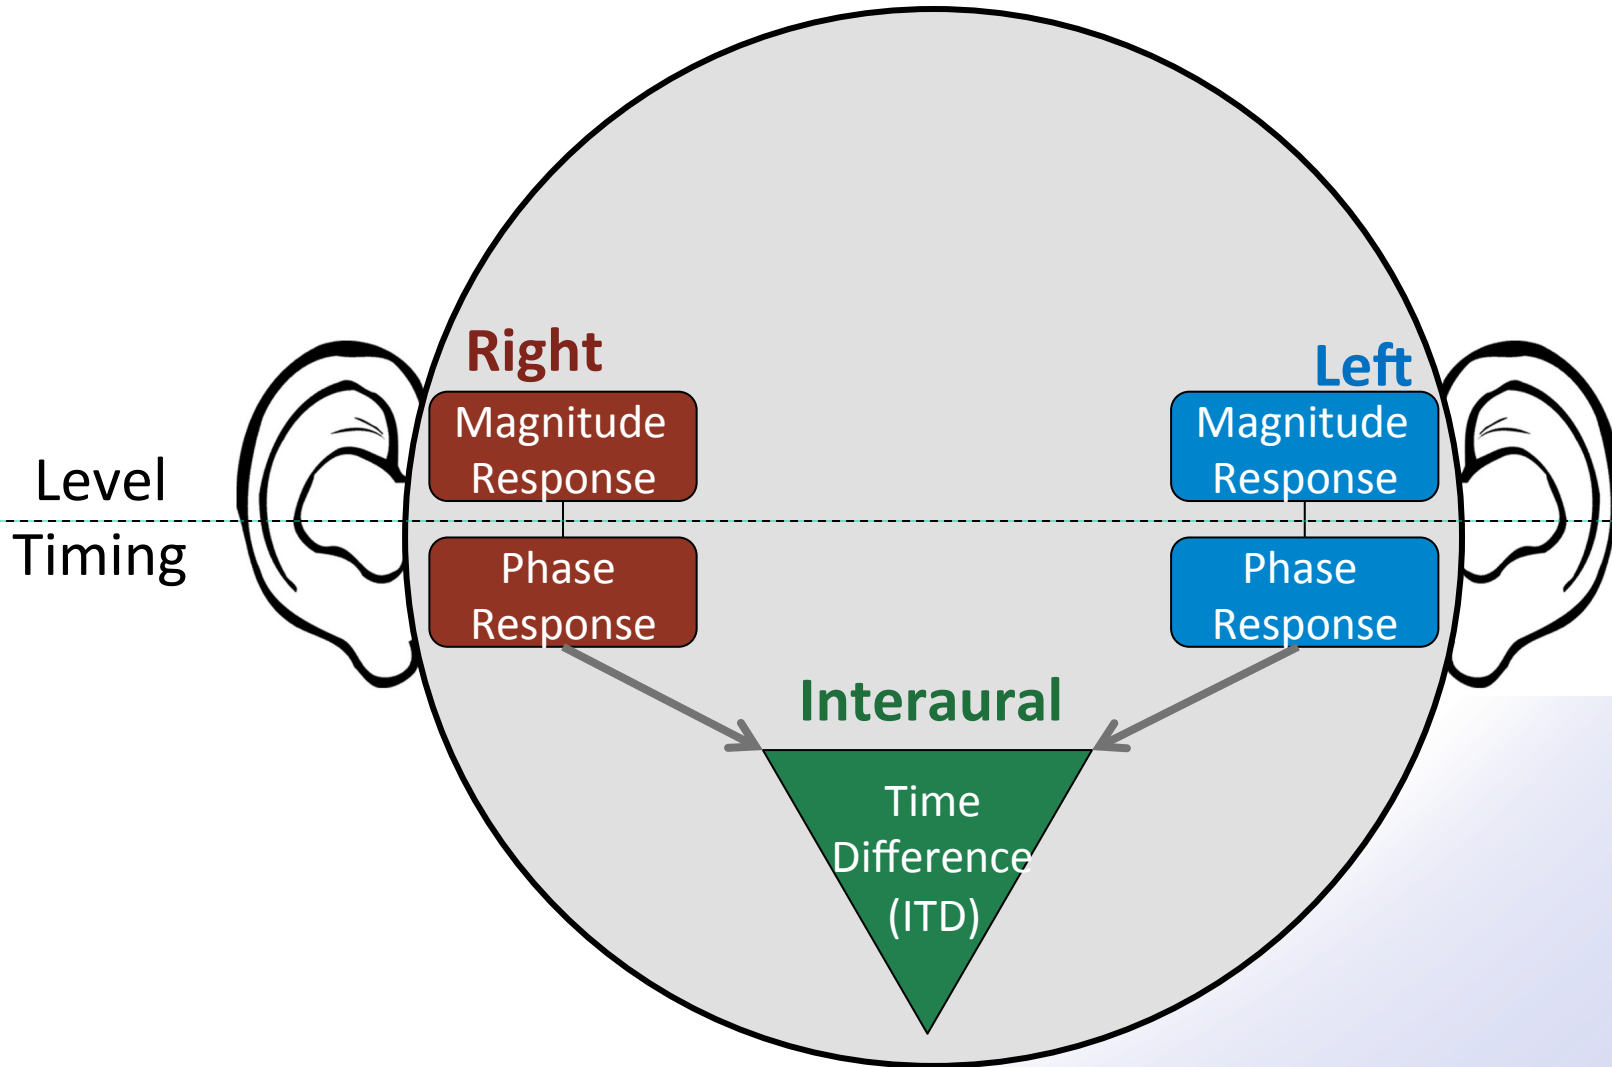 Right
Left
Magnitude
Response
Magnitude
Response
Level
Timing
Phase
Response
Phase
Response
Interaural
Time
Difference
(ITD)